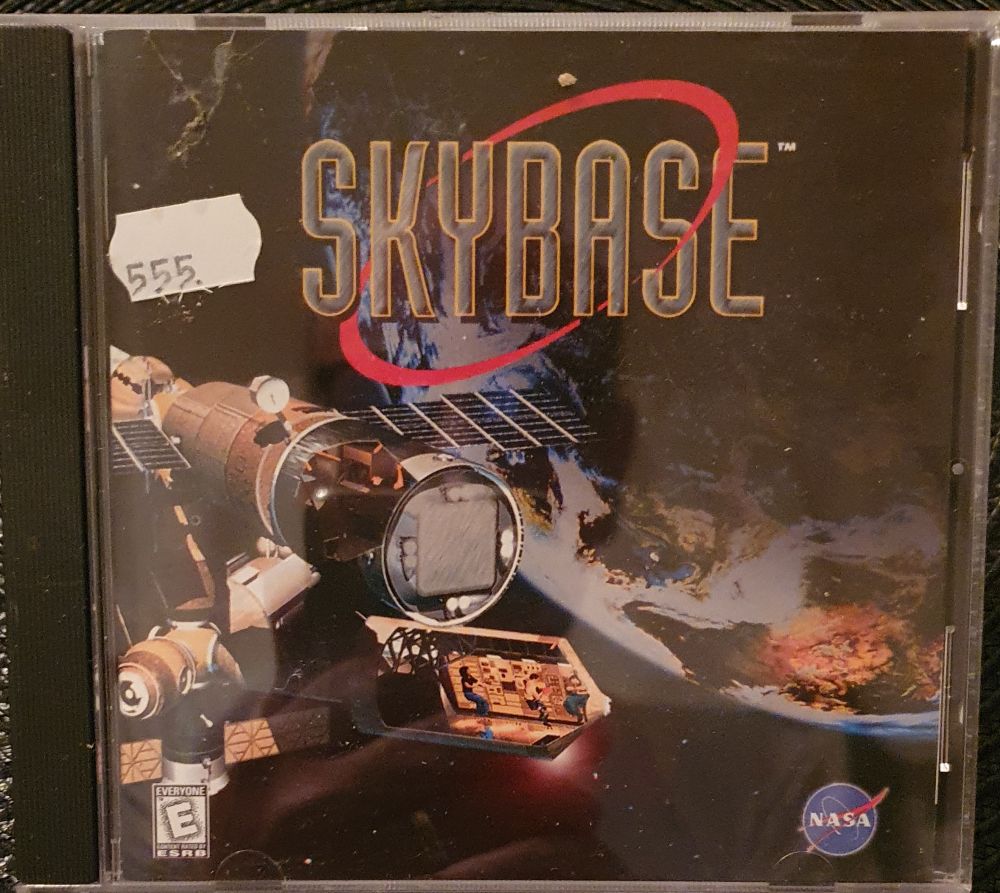 SKYBASE™
555.
EVERYONE
E
CONTENT RATED BY
ESRB
NASA